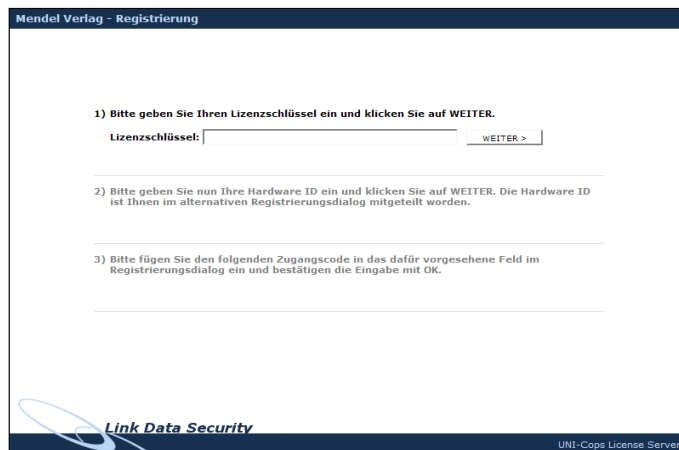 Mendel Verlag - Registrierung
1) Bitte geben Sie Ihren Lizenzschlüssel ein und klicken Sie auf WEITER.
Lizenzschlüssel:
WEITER >
2) Bitte geben Sie nun Ihre Hardware ID ein und klicken Sie auf WEITER. Die Hardware ID
ist Ihnen im alternativen Registrierungsdialog mitgeteilt worden.
3) Bitte fügen Sie den folgenden Zugangscode in das dafür vorgesehene Feld im
Registrierungsdialog ein und bestätigen die Eingabe mit OK.
Link Data Security
UNI-Cops License Server